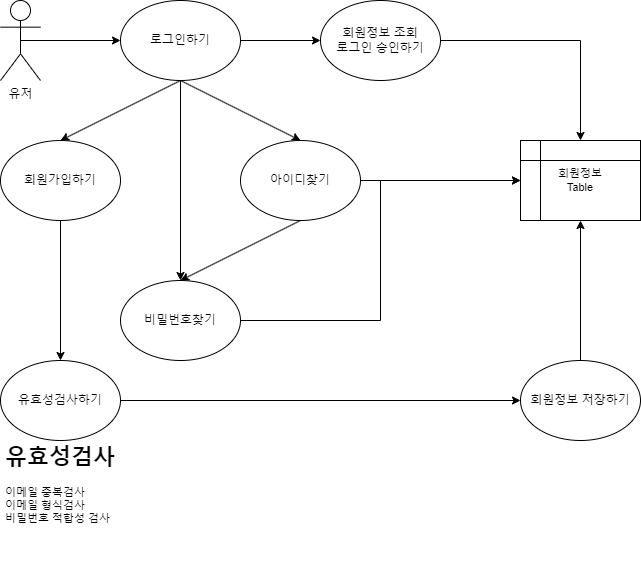 유저
로그인하기
회원정보 조회
로그인 승인하기
회원가입하기
아이디찾기
회원정보
Table
비밀번호찾기
유효성검사하기
회원정보 저장하기
유효성검사
이메일 중복검사
이메일 형식검사
비밀번호 적합성 검사